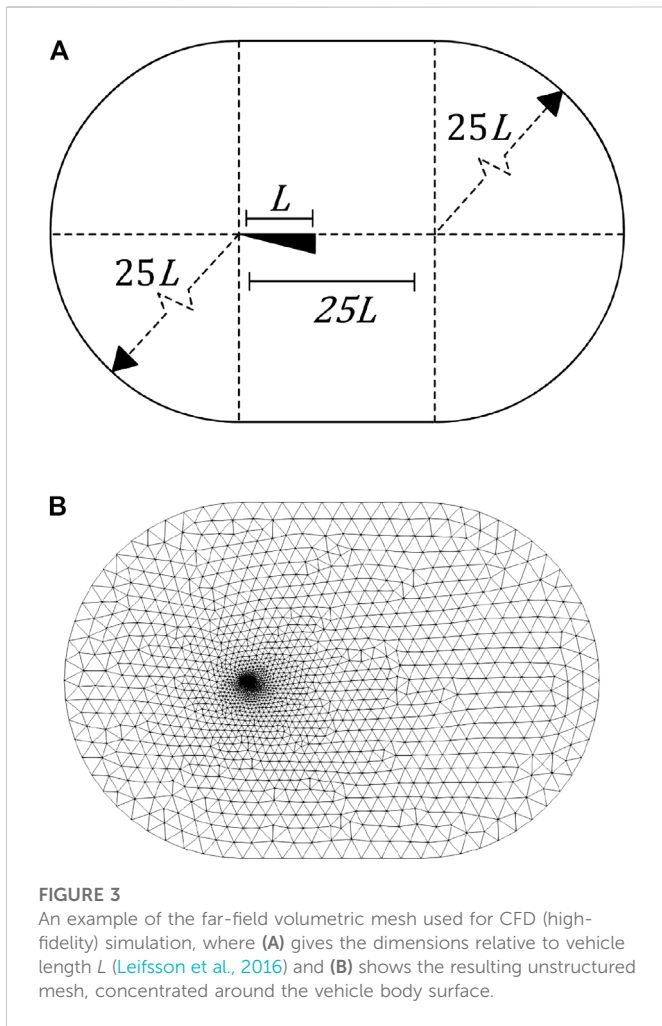 A
25L
L
25L
25L
B
FIGURE 3
An example of the far-field volumetric mesh used for CFD (high-
fidelity) simulation, where (A) gives the dimensions relative to vehicle
length L (Leifsson et al., 2016) and (B) shows the resulting unstructured
mesh, concentrated around the vehicle body surface.